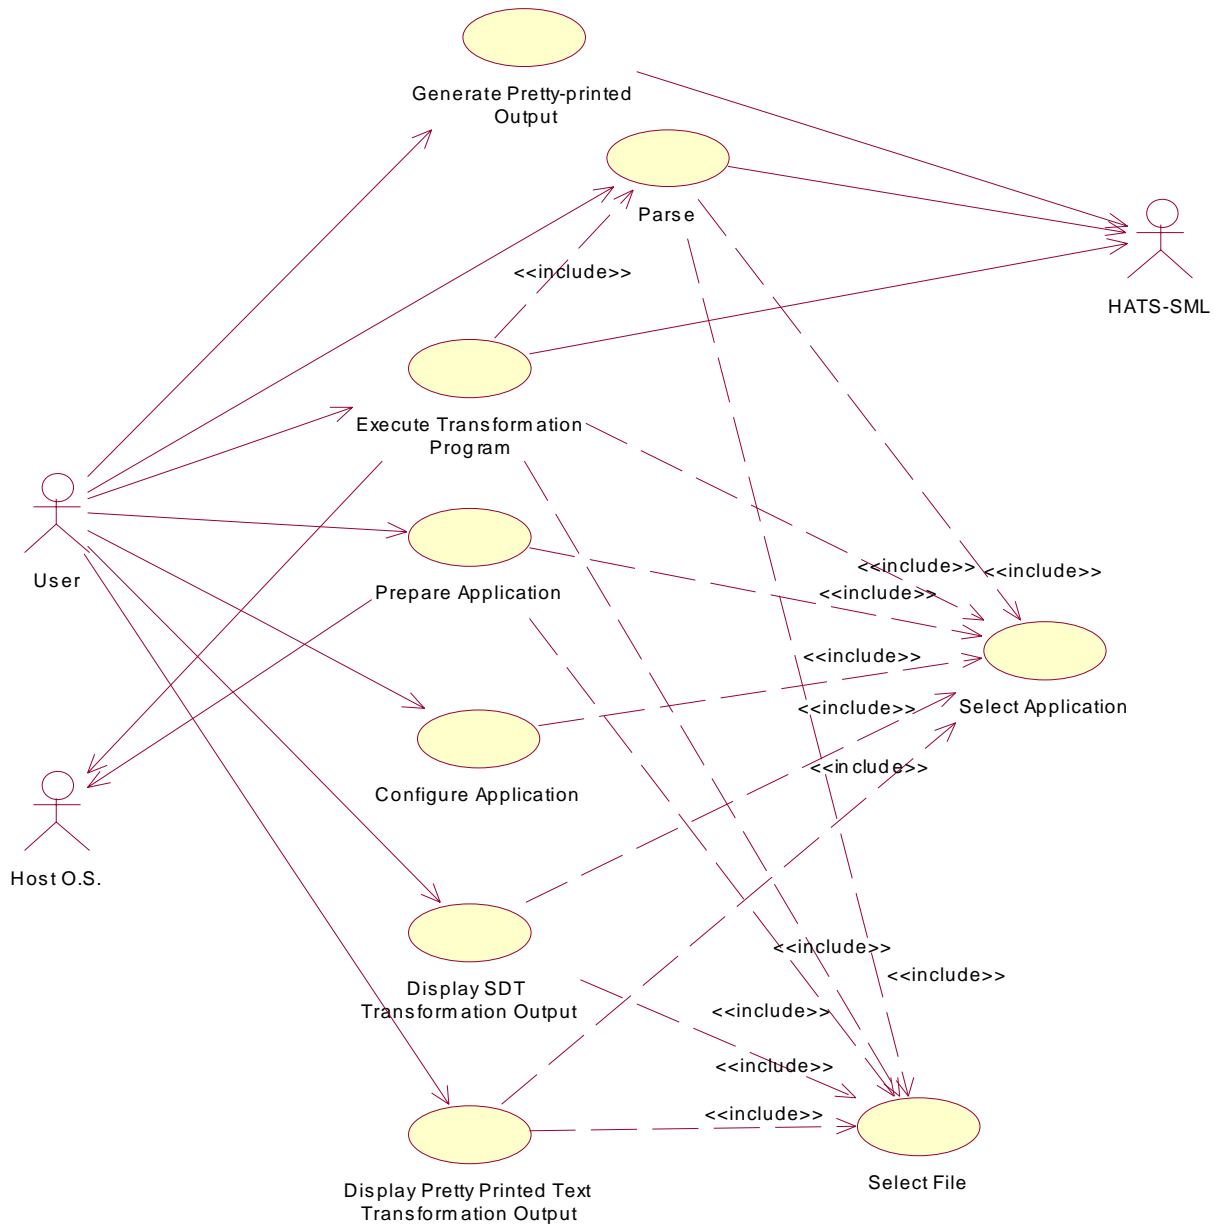 Generate Pretty-printed
Output
Parse
<<include>>
HATS-SML
Execute Transformation
Program
User
Prepare Application
<<include>>
<<include>>
<<include>>
<<include>>
Select Application
<<include>>
<<include>>
Configure Application
Host O.S.
<<include>>
<<include>>
Display SDT
Transformation Output
<<include>>
<<include>>
<<include>>
Select File
Display Pretty Printed Text
Transformation Output